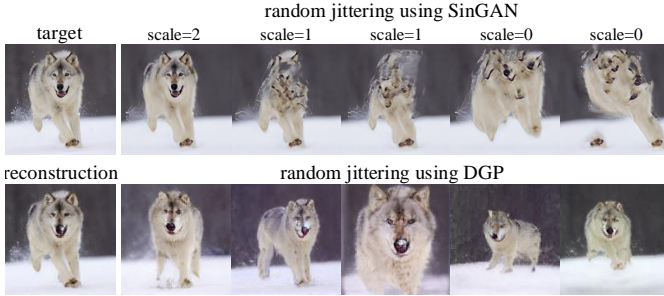 random jittering using SinGAN
target scale=2 scale=1 scale=1 scale=0 scale=0
reconstruction random jittering using DGP